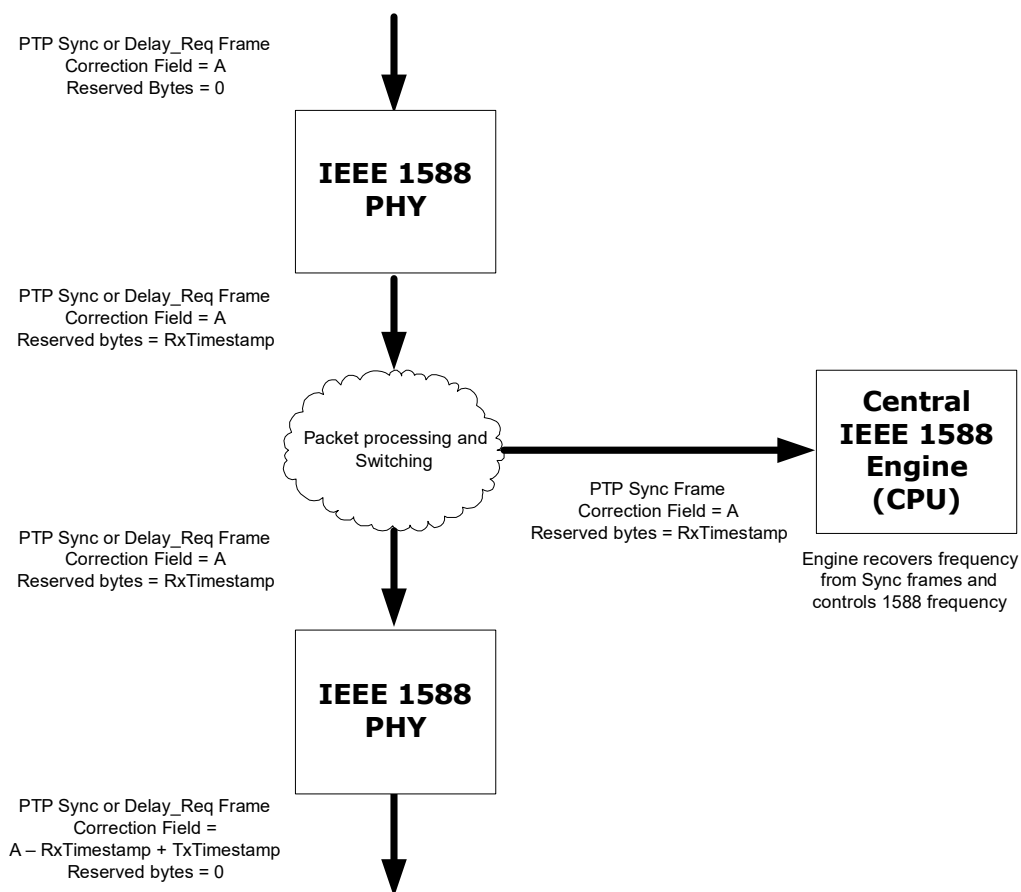 PTP Sync or Delay_Req Frame
Correction Field = A
Reserved Bytes = 0
IEEE 1588
PHY
PTP Sync or Delay_Req Frame
Correction Field = A
Reserved bytes = RxTimestamp
Packet processing and
Switching
PTP Sync Frame
Correction Field = A
Reserved bytes = RxTimestamp
Central
IEEE 1588
Engine
(CPU)
Engine recovers frequency
from Sync frames and
controls 1588 frequency
PTP Sync or Delay_Req Frame
Correction Field = A
Reserved bytes = RxTimestamp
IEEE 1588
PHY
PTP Sync or Delay_Req Frame
Correction Field =
A – RxTimestamp + TxTimestamp
Reserved bytes = 0